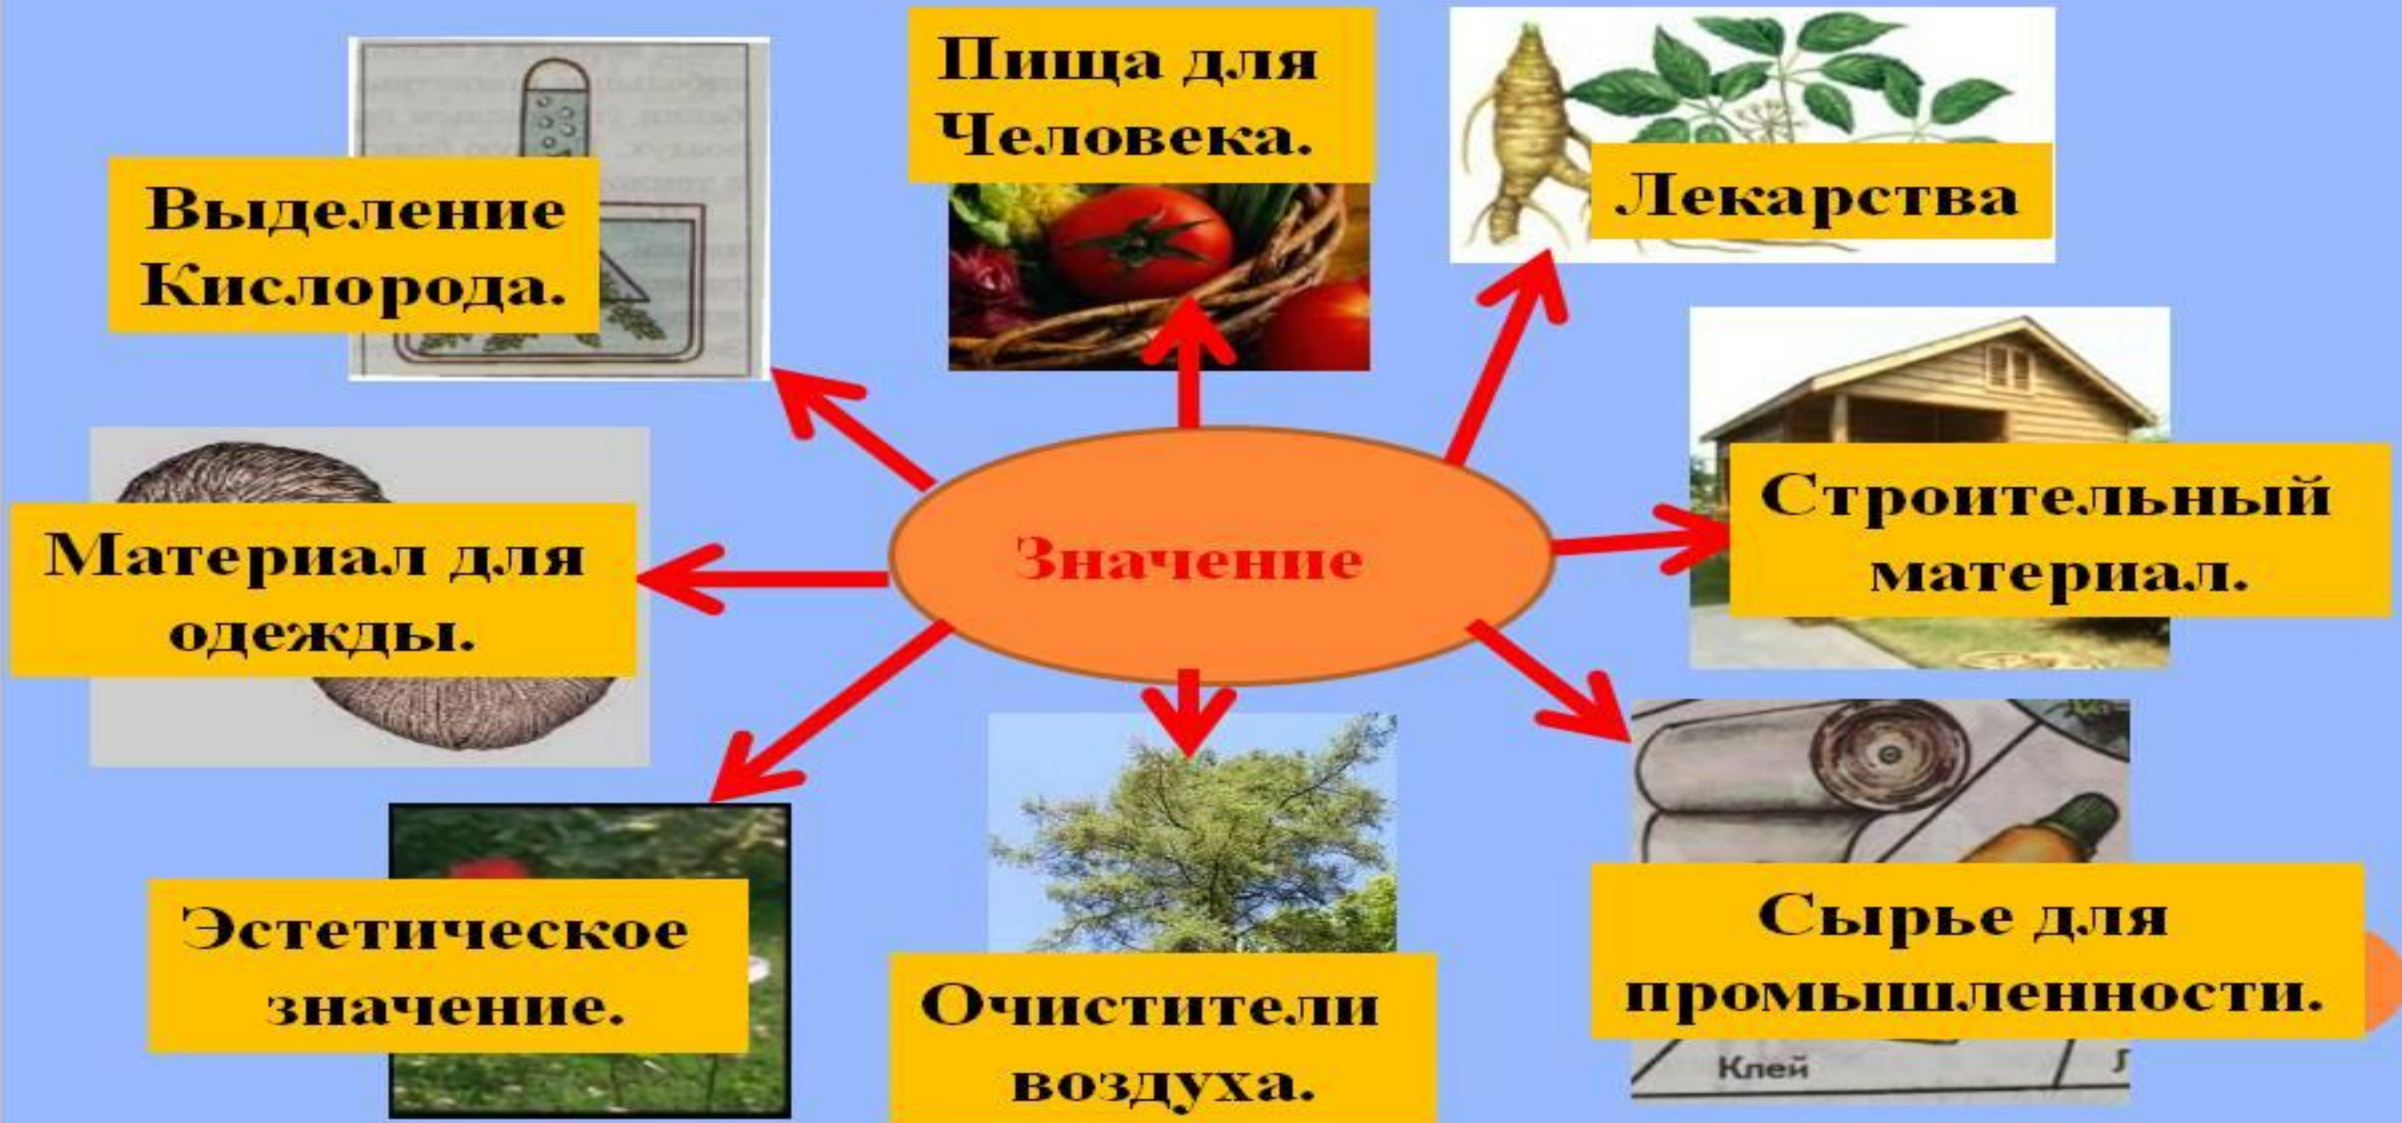 Пища для
Человека.
Лекарства
Выделение
Кислорода.
Строительный
материал.
Значение
Материал для
одежды.
Эстетическое
значение.
Очистители
воздуха.
Сырье для
промышленности.
Клей